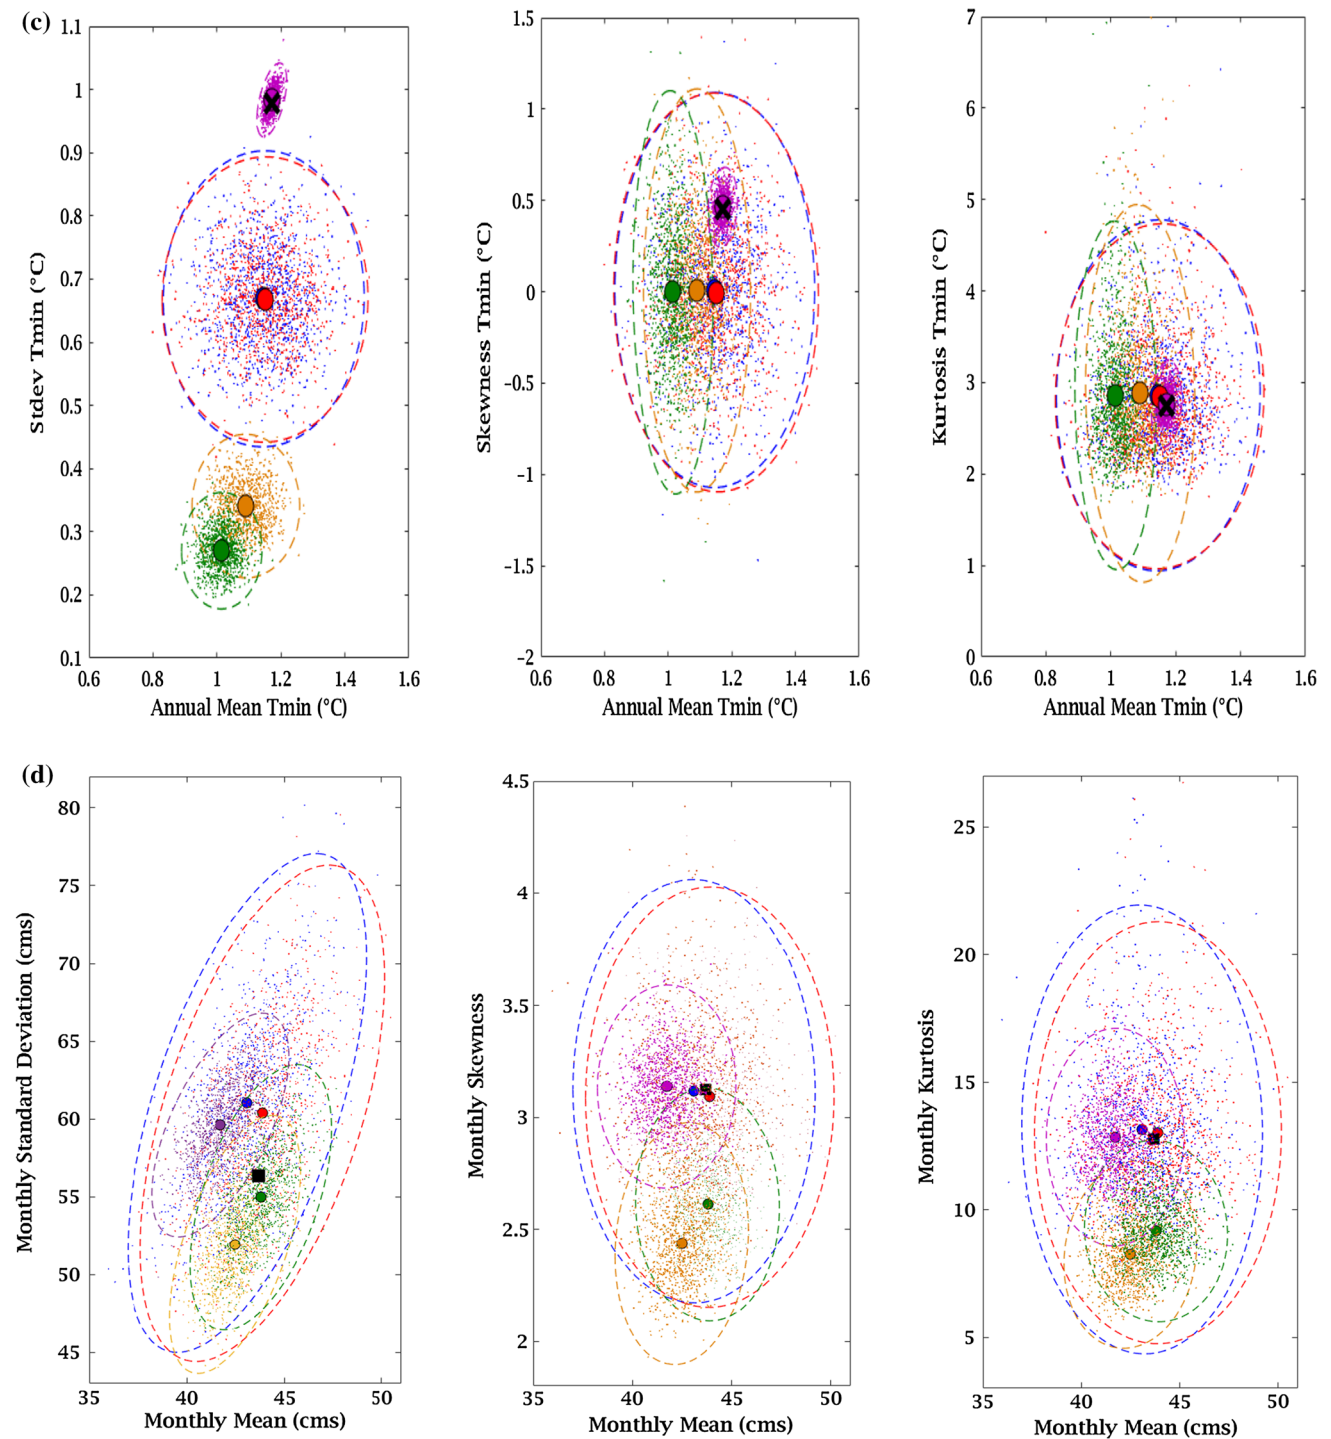 (c)
1.1
1
0.9
0.8
0.7
0.6
0.5
0.4
0.3
0.2
0.1
0.6 0.8 1 1.2 1.4 1.6
Stdev Tmin (°C)
Annual Mean Tmin (°C)
1.5
1
0.5
0
−0.5
−1
−1.5
−2
0.6 0.8 1 1.2 1.4 1.6
Skewness Tmin (°C)
Annual Mean Tmin (°C)
7
6
5
4
3
2
1
0
0.6 0.8 1 1.2 1.4 1.6
Kurtosis Tmin (°C)
Annual Mean Tmin (°C)
(d)
80
75
70
65
60
55
50
45
35 40 45 50
Monthly Standard Deviation (cms)
Monthly Mean (cms)
4.5
4
3.5
3
2.5
2
35 40 45 50
Monthly Skewness
Monthly Mean (cms)
25
20
15
10
5
35 40 45 50
Monthly Kurtosis
Monthly Mean (cms)